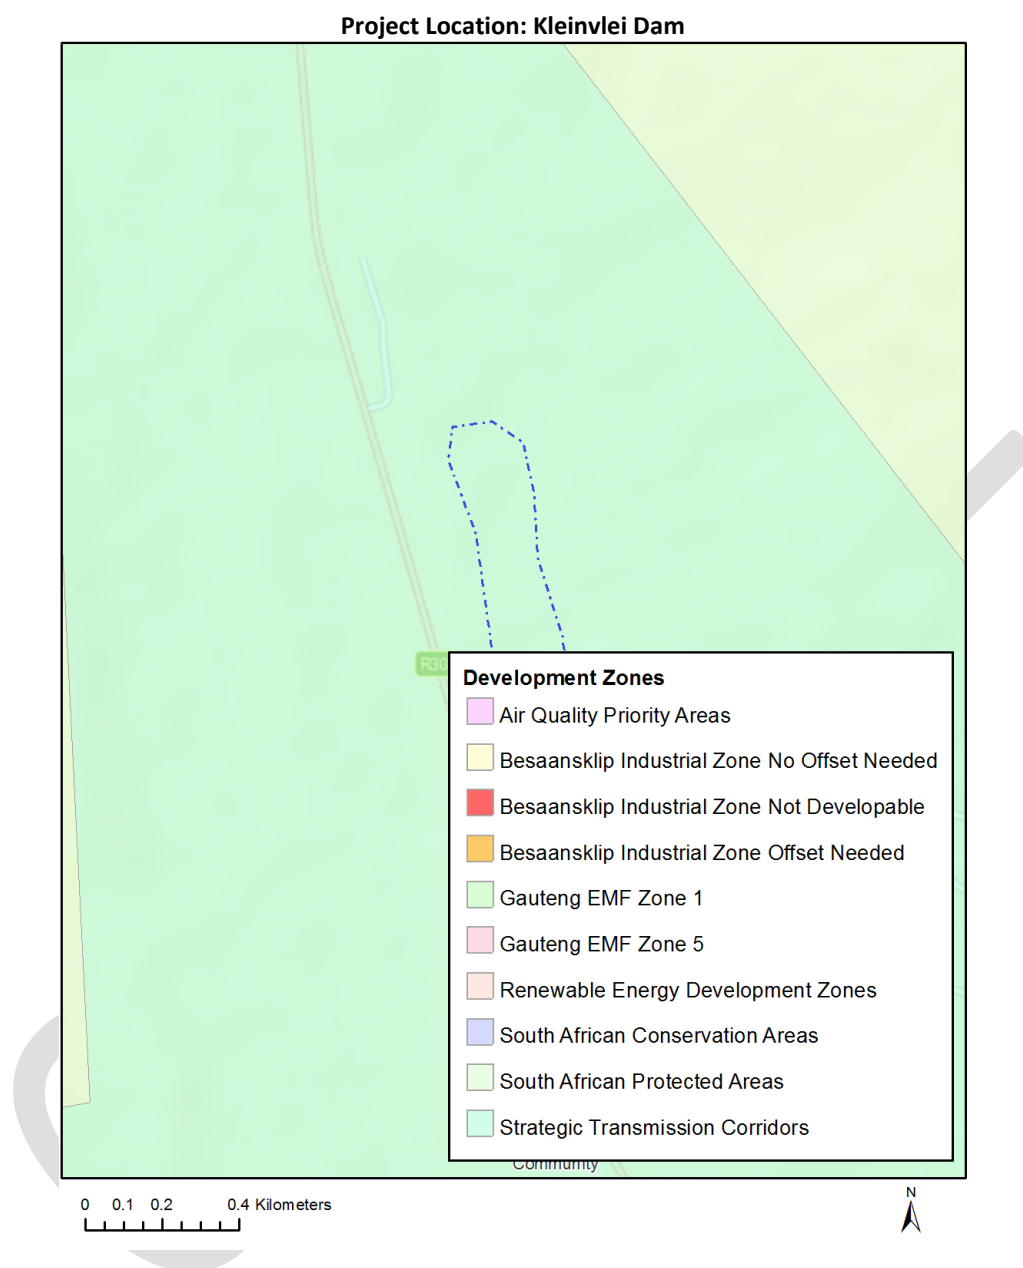 Project Location: Kleinvlei Dam
R30
Development Zones
Air Quality Priority Areas
Besaansklip Industrial Zone No Offset Needed
Besaansklip Industrial Zone Not Developable
Besaansklip Industrial Zone Offset Needed
Gauteng EMF Zone 1
Gauteng EMF Zone 5
Renewable Energy Development Zones
South African Conservation Areas
South African Protected Areas
Strategic Transmission Corridors
Community
0 0.1 0.2 0.4 Kilometers
N